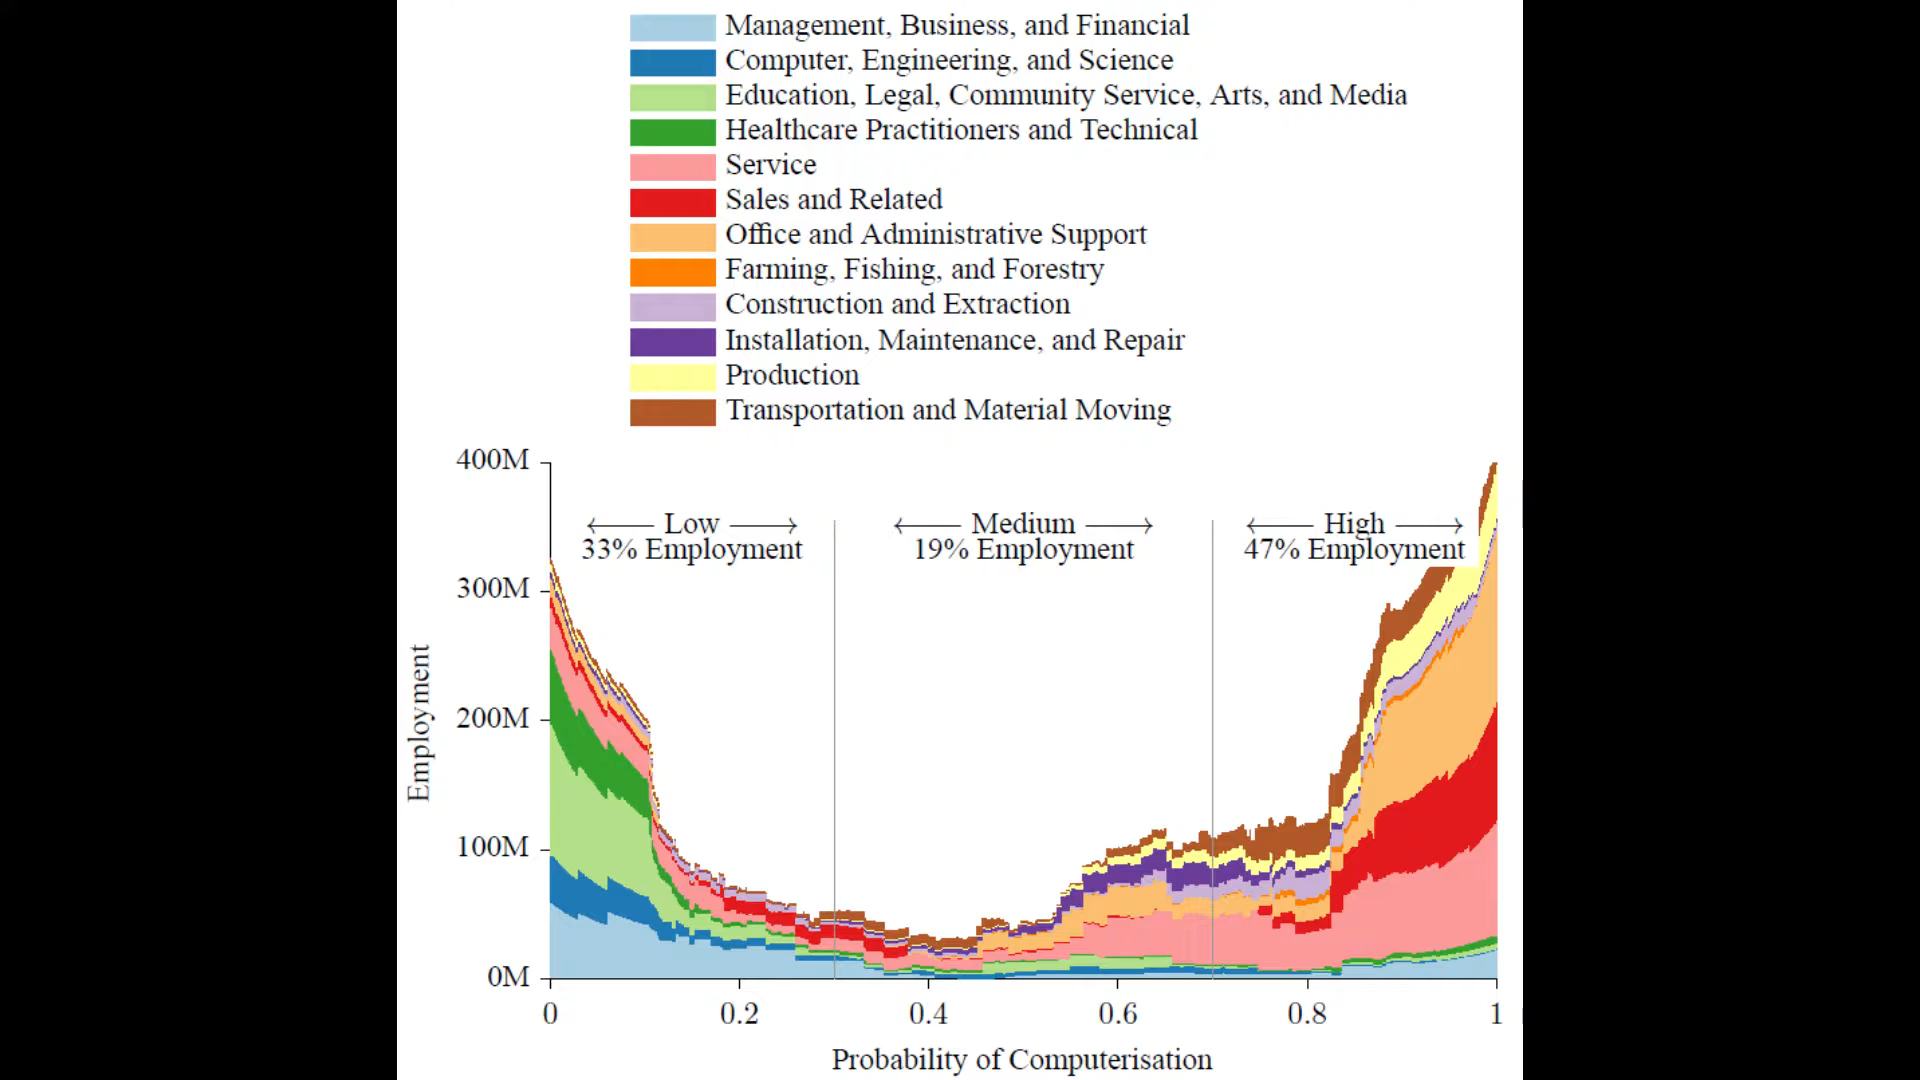 Management, Business, and Financial
Computer, Engineering, and Science
Education, Legal, Community Service, Arts, and Media
Healthcare Practitioners and Technical
Service
Sales and Related
Office and Administrative Support
Farming, Fishing, and Forestry
Construction and Extraction
Installation, Maintenance, and Repair
Production
Transportation and Material Moving
400M
300M
200M
100M
0M
Employment
Low
33% Employment
Medium
19% Employment
High
47% Employment
0 0.2 0.4 0.6 0.8 1
Probability of Computerisation